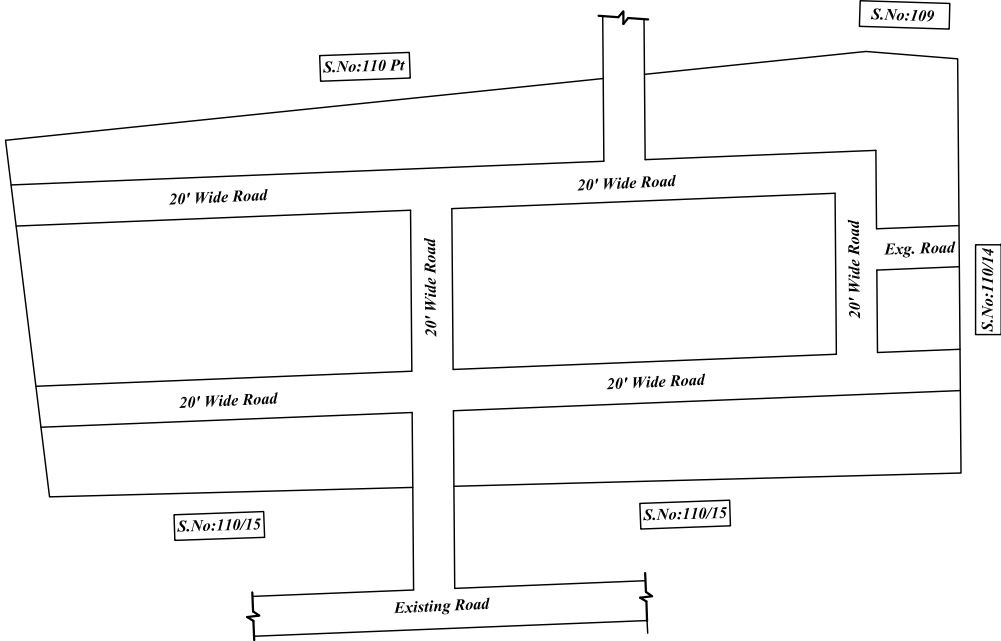 S.No:109
S.No:110 Pt
20' Wide Road
20' Wide Road
20' Wide Road
20' Wide Road
Exg. Road
S.No:110/14
20' Wide Road
20' Wide Road
S.No:110/15
S.No:110/15
Existing Road